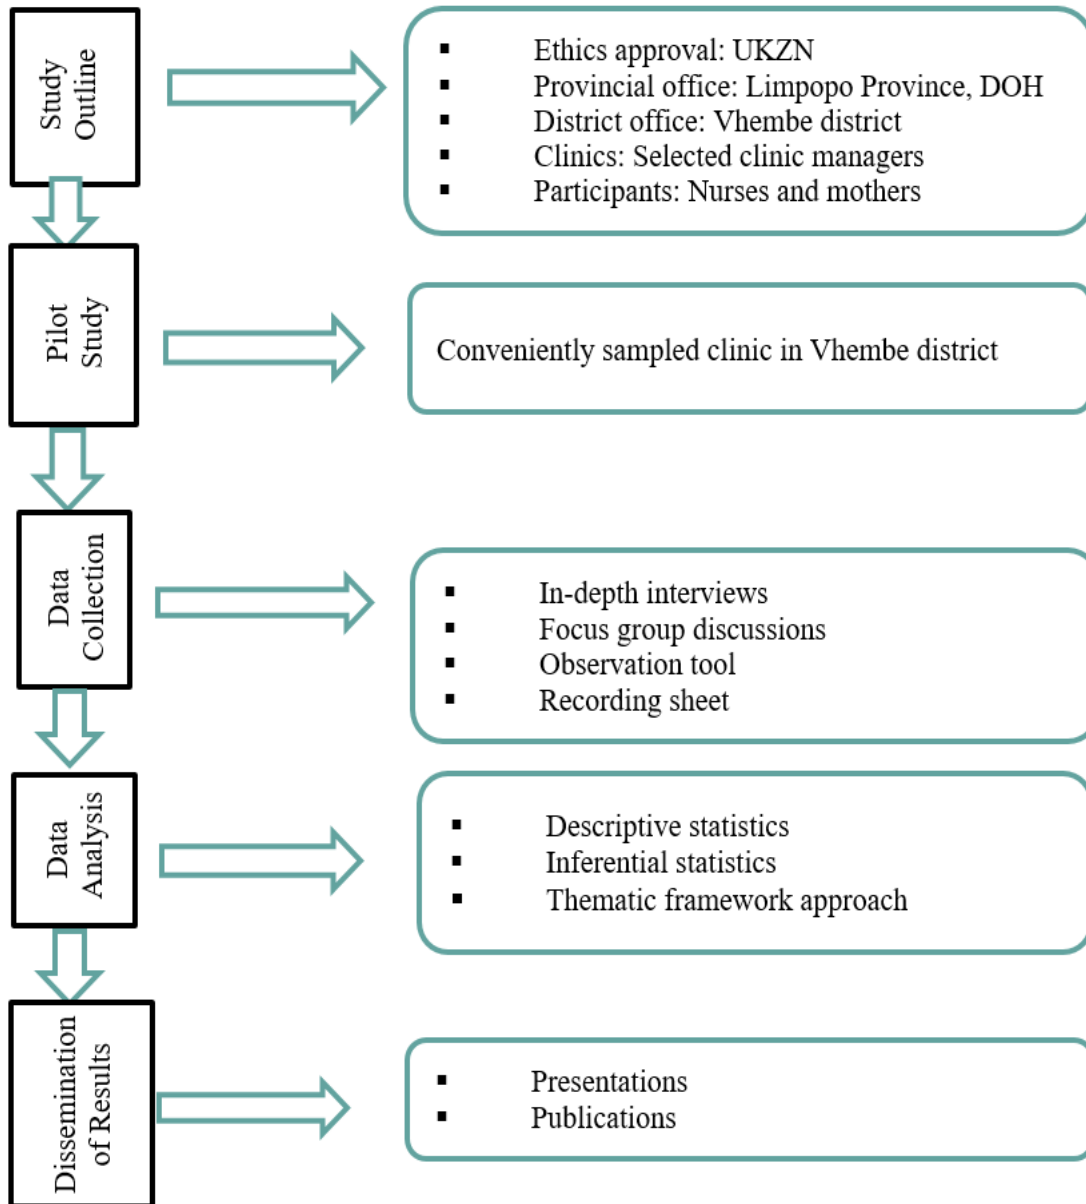 Study
Outline
▪ Ethics approval: UKZN
▪ Provincial office: Limpopo Province, DOH
▪ District office: Vhembe district
▪ Clinics: Selected clinic managers
▪ Participants: Nurses and mothers
Pilot
Study
Conveniently sampled clinic in Vhembe district
Data
Collection
▪ In-depth interviews
▪ Focus group discussions
▪ Observation tool
▪ Recording sheet
Data
Analysis
▪ Descriptive statistics
▪ Inferential statistics
▪ Thematic framework approach
Dissemination
of Results
▪ Presentations
▪ Publications